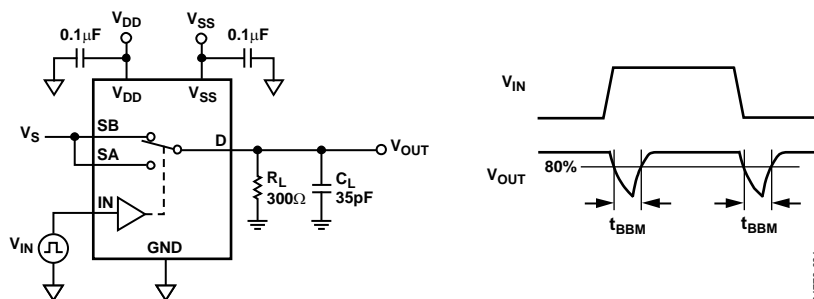 VDD
VSS
0.1µF
0.1µF
VDD
VSS
VS
SB
SA
D
VOUT
IN
RL
300Ω
CL
35pF
VIN
GND
VIN
VOUT
80%
tBBM
tBBM